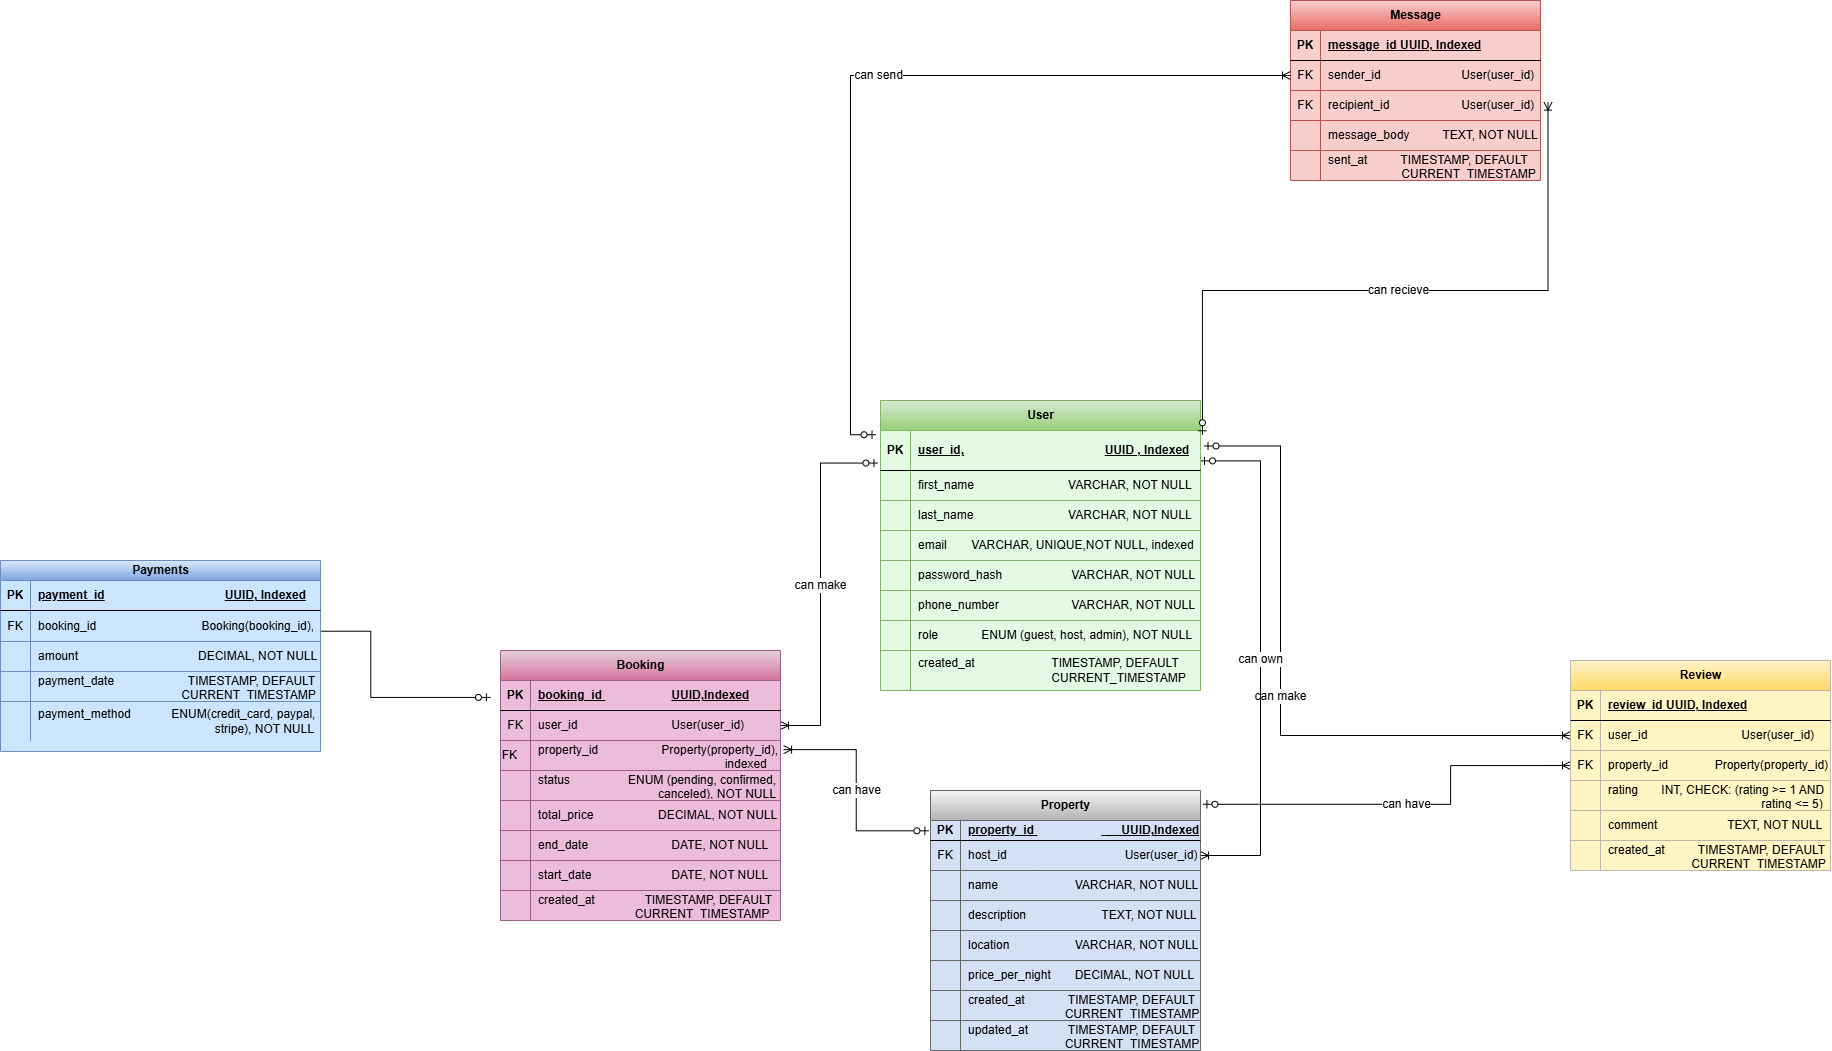 Message
PK message_id UUID, Indexed
can send
FK sender_id User(user_id)
FK recipient_id User(user_id)
message_body TEXT, NOT NULL
sent_at TIMESTAMP, DEFAULT
CURRENT_TIMESTAMP
can recieve
User
PK user_id, UUID , Indexed
first_name VARCHAR, NOT NULL
last_name VARCHAR, NOT NULL
email VARCHAR, UNIQUE,NOT NULL, indexed
password_hash VARCHAR, NOT NULL
phone_number VARCHAR, NOT NULL
role ENUM (guest, host, admin), NOT NULL
created_at TIMESTAMP, DEFAULT
CURRENT_TIMESTAMP
can make
can own
can make
Payments
PK payment_id UUID, Indexed
FK booking_id Booking(booking_id),
amount DECIMAL, NOT NULL
payment_date TIMESTAMP, DEFAULT
CURRENT_TIMESTAMP
payment_method ENUM(credit_card, paypal,
stripe), NOT NULL
Booking
PK booking_id UUID,Indexed
FK user_id User(user_id)
FK property_id Property(property_id),
indexed
status ENUM (pending, confirmed,
canceled), NOT NULL
total_price DECIMAL, NOT NULL
end_date DATE, NOT NULL
start_date DATE, NOT NULL
created_at TIMESTAMP, DEFAULT
CURRENT_TIMESTAMP
can have
Property
PK property_id UUID,Indexed
FK host_id User(user_id)
name VARCHAR, NOT NULL
description TEXT, NOT NULL
location VARCHAR, NOT NULL
price_per_night DECIMAL, NOT NULL
created_at TIMESTAMP, DEFAULT
CURRENT_TIMESTAMP
updated_at TIMESTAMP, DEFAULT
CURRENT_TIMESTAMP
can have
Review
PK review_id UUID, Indexed
FK user_id User(user_id)
FK property_id Property(property_id)
rating INT, CHECK: (rating >= 1 AND
rating <= 5)
comment TEXT, NOT NULL
created_at TIMESTAMP, DEFAULT
CURRENT_TIMESTAMP